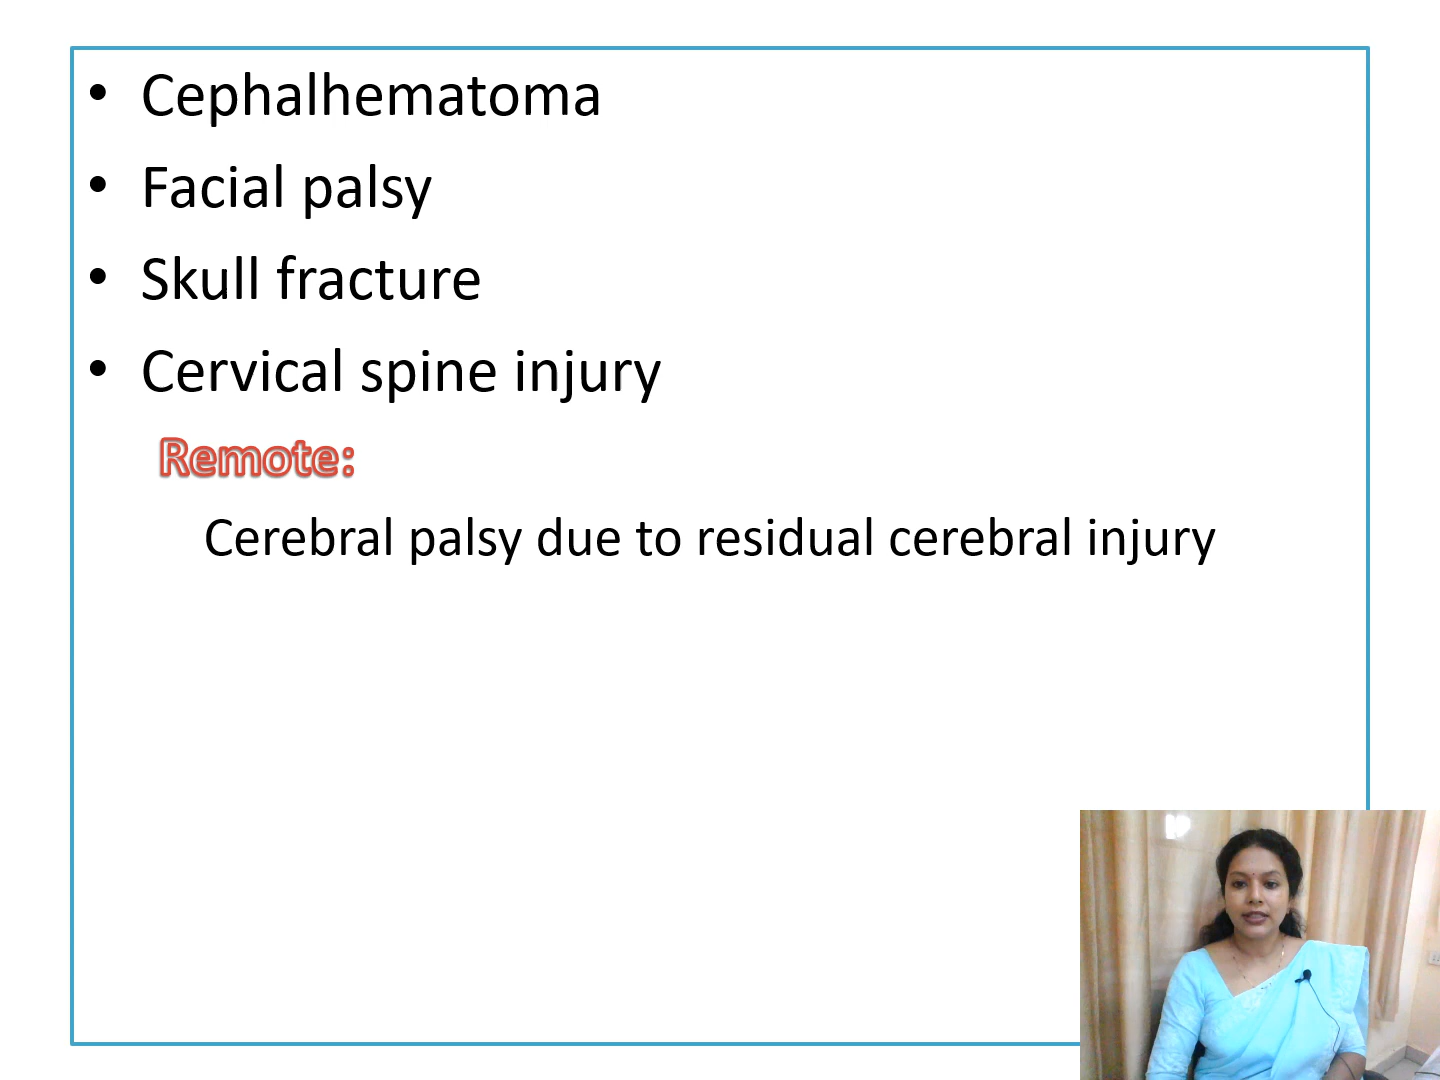 • Cephalhematoma
• Facial palsy
• Skull fracture
• Cervical spine injury
Remote:
Cerebral palsy due to residual cerebral injury